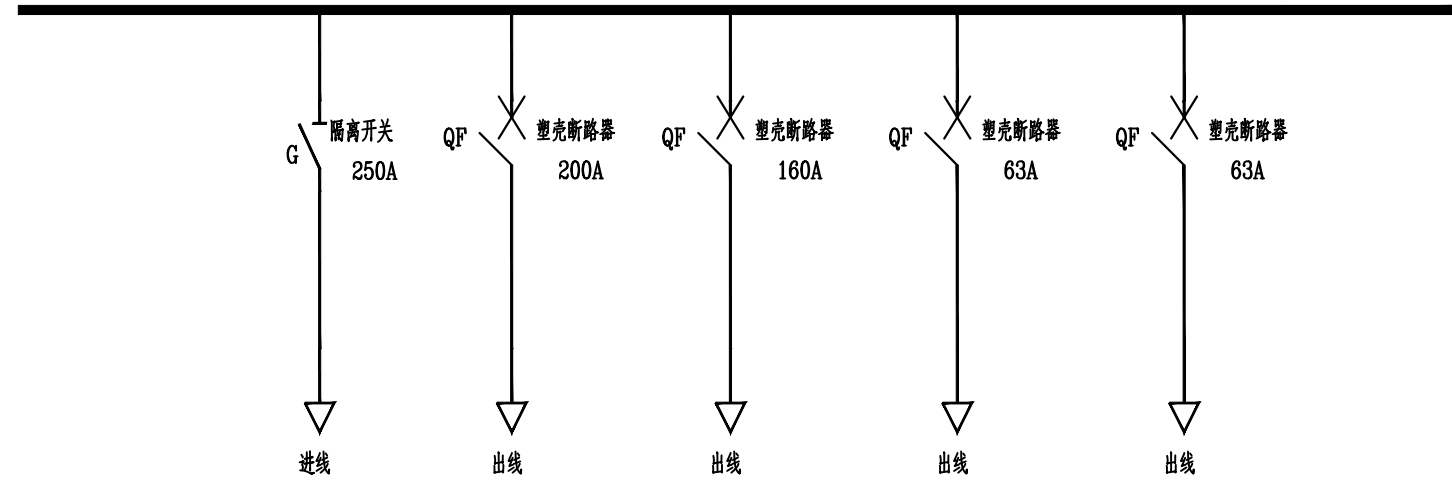 隔离开关
G
250A
QF
塑壳断路器
200A
QF
塑壳断路器
160A
QF
塑壳断路器
63A
QF
塑壳断路器
63A
进线
出线
出线
出线
出线